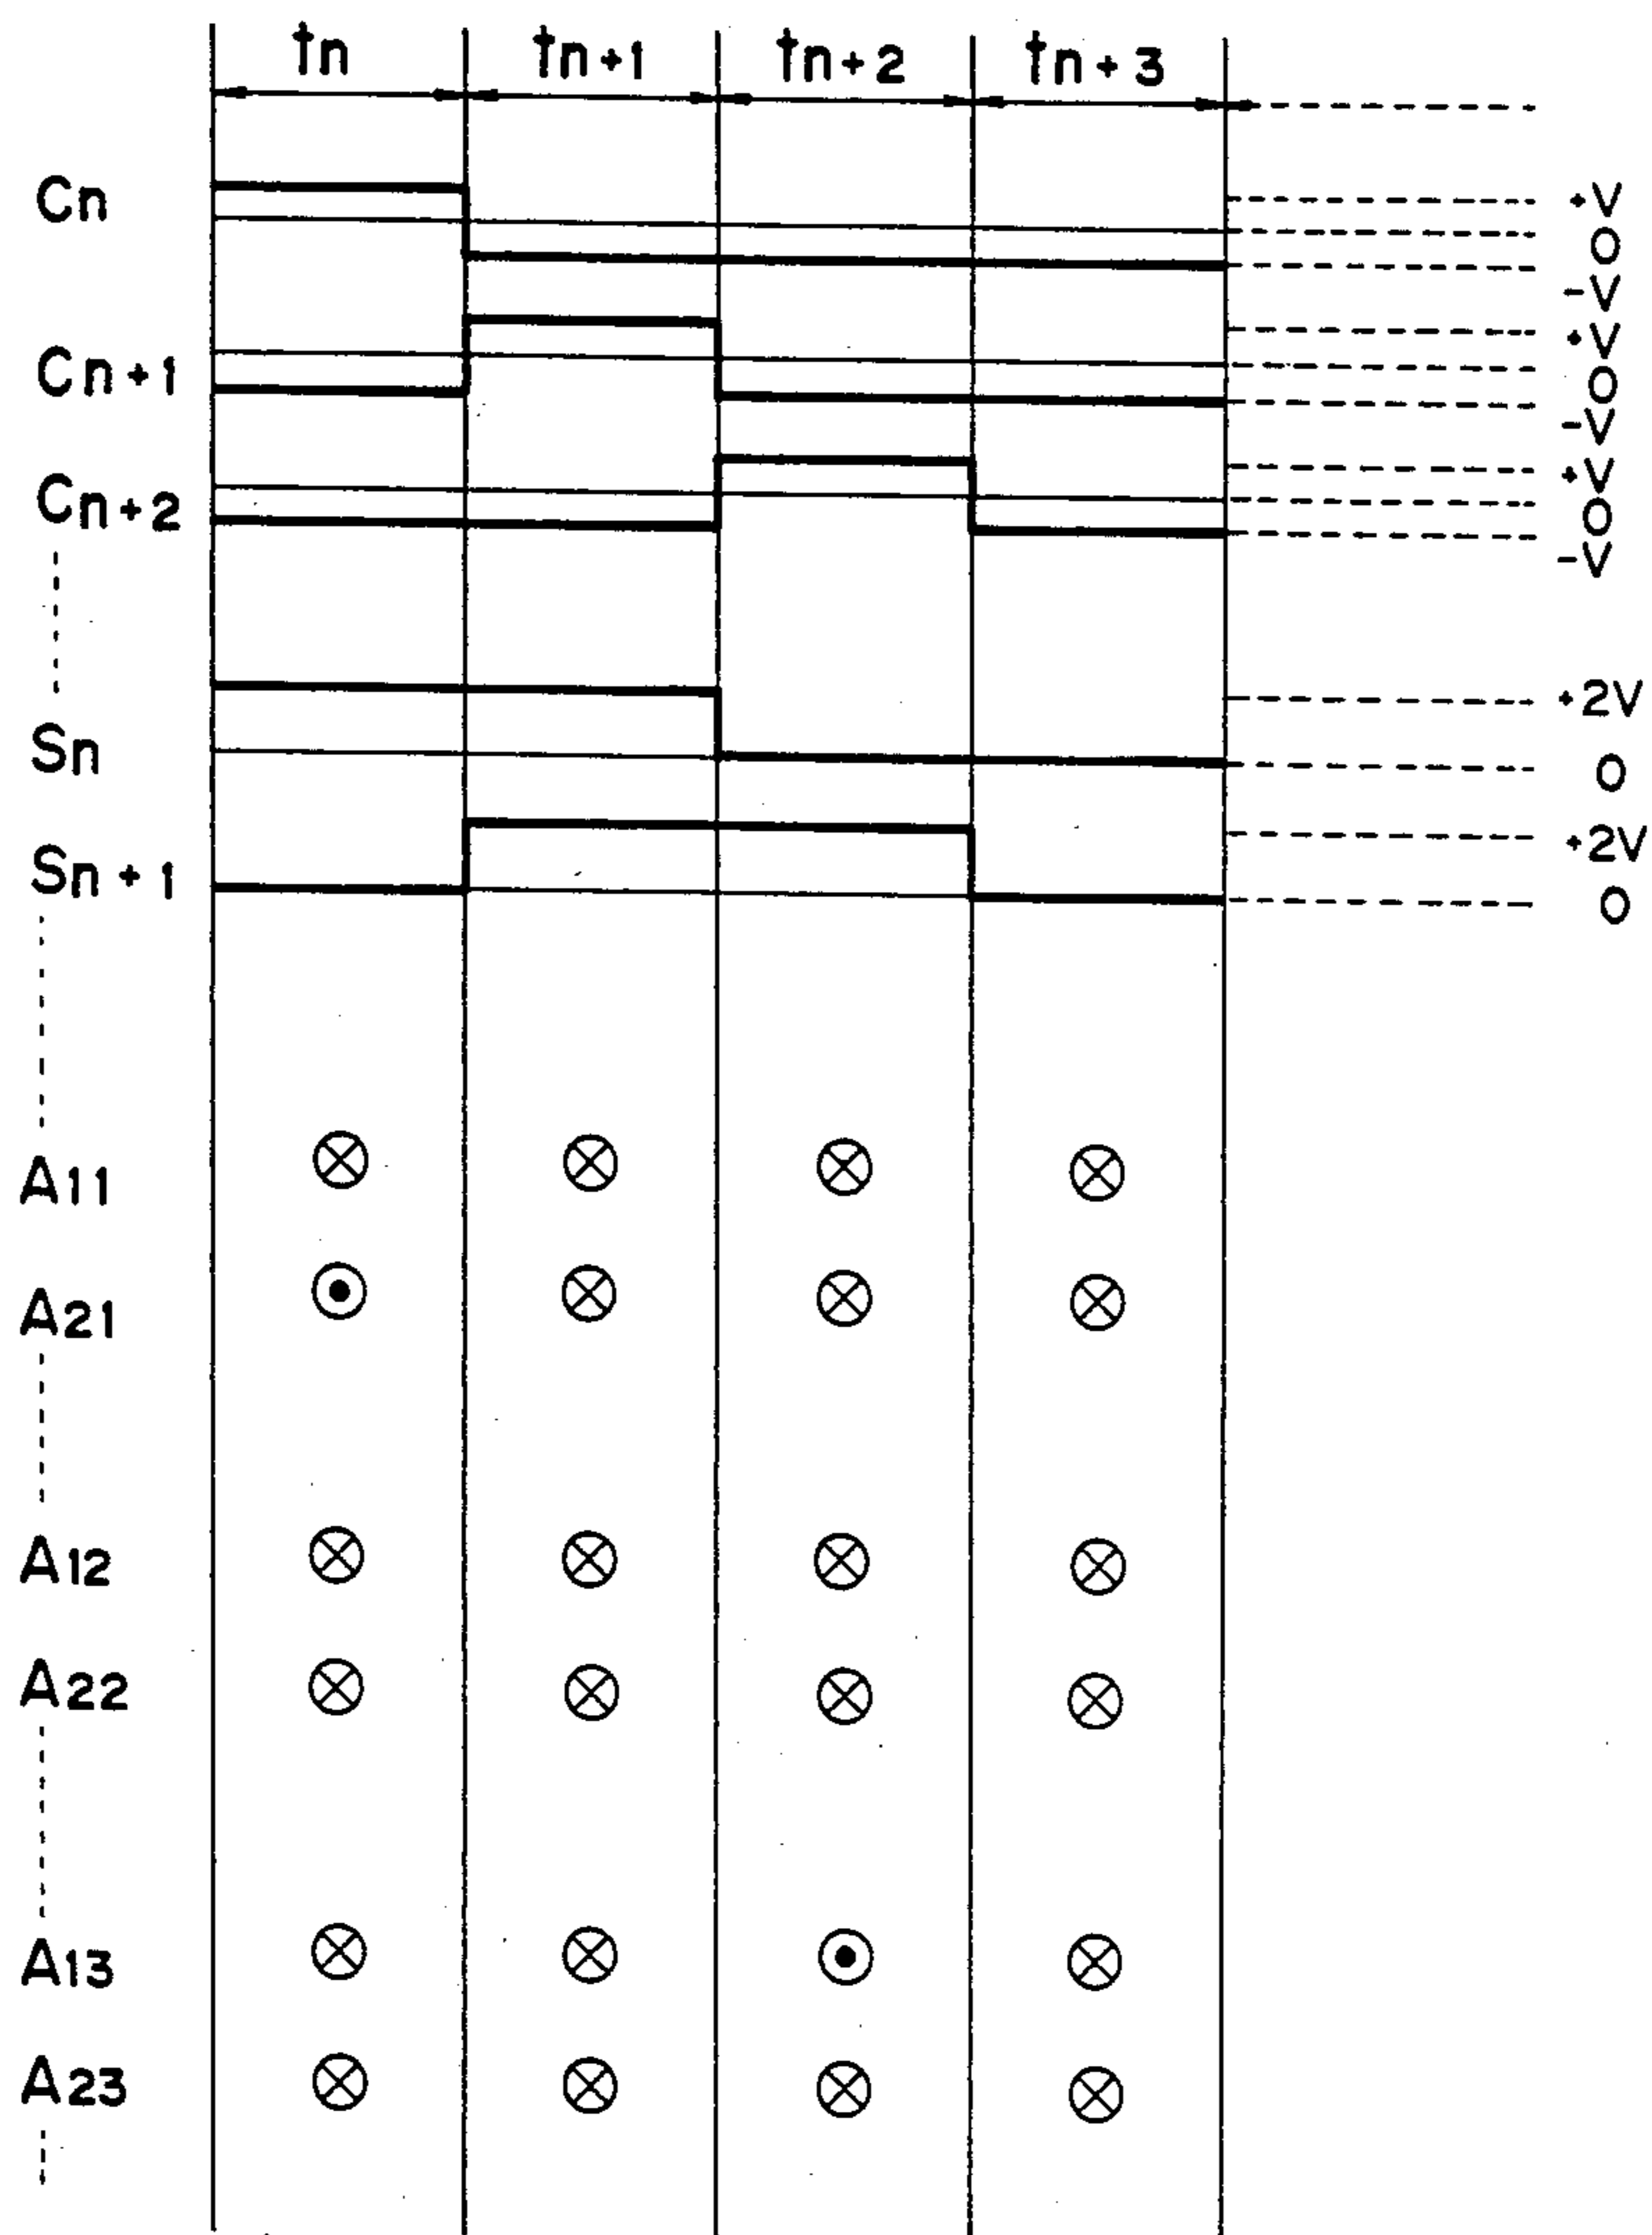 tn tn+1 tn+2 tn+3
Cn +V
0
-V
Cn+1 +V
0
-V
Cn+2 +V
0
-V
Sn +2V
0
Sn+1 +2V
0
A11
A21
A12
A22
A13
A23